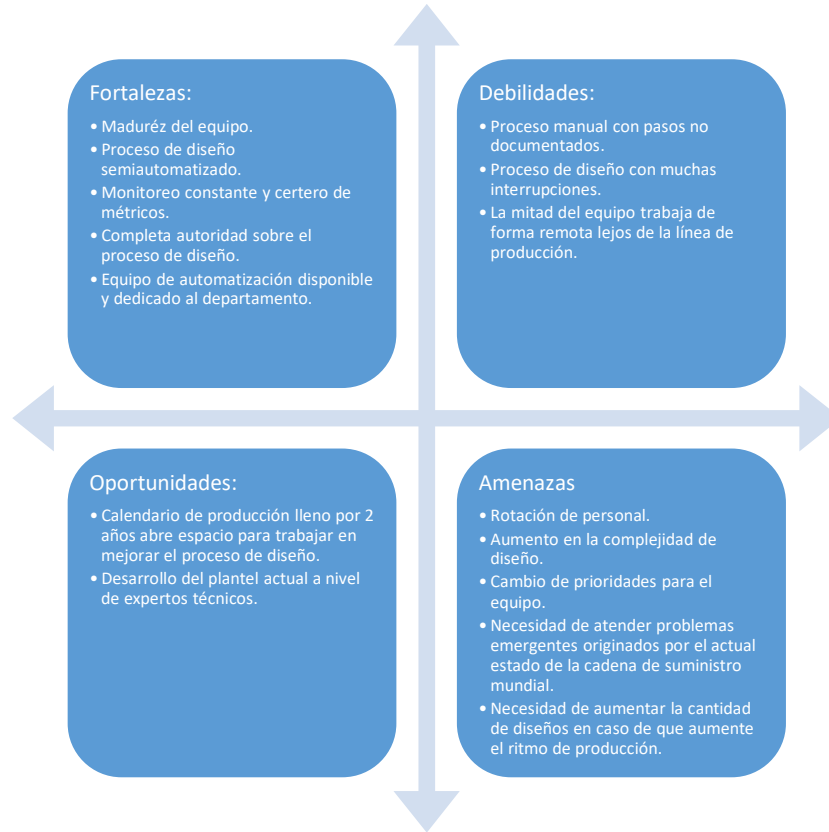 Fortalezas:
• Maduréz del equipo.
• Proceso de diseño
semiautomatizado.
• Monitoreo constante y certero de
métricos.
• Completa autoridad sobre el
proceso de diseño.
• Equipo de automatización disponible
y dedicado al departamento.
Debilidades:
• Proceso manual con pasos no
documentados.
• Proceso de diseño con muchas
interrupciones.
• La mitad del equipo trabaja de
forma remota lejos de la línea de
producción.
Oportunidades:
• Calendario de producción lleno por 2
años abre espacio para trabajar en
mejorar el proceso de diseño.
• Desarrollo del plantel actual a nivel
de expertos técnicos.
Amenazas
• Rotación de personal.
• Aumento en la complejidad de
diseño.
• Cambio de prioridades para el
equipo.
• Necesidad de atender problemas
emergentes originados por el actual
estado de la cadena de suministro
mundial.
• Necesidad de aumentar la cantidad
de diseños en caso de que aumente
el ritmo de producción.